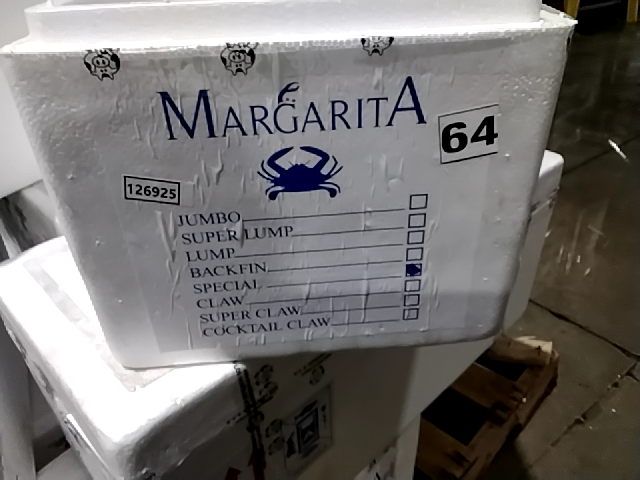 MARGARITA
64
126925
JUMBO
SUPER LUMP
LUMP
BACKFIN
SPECIAL
CLAW
SUPER CLAW
COCKTAIL CLAW